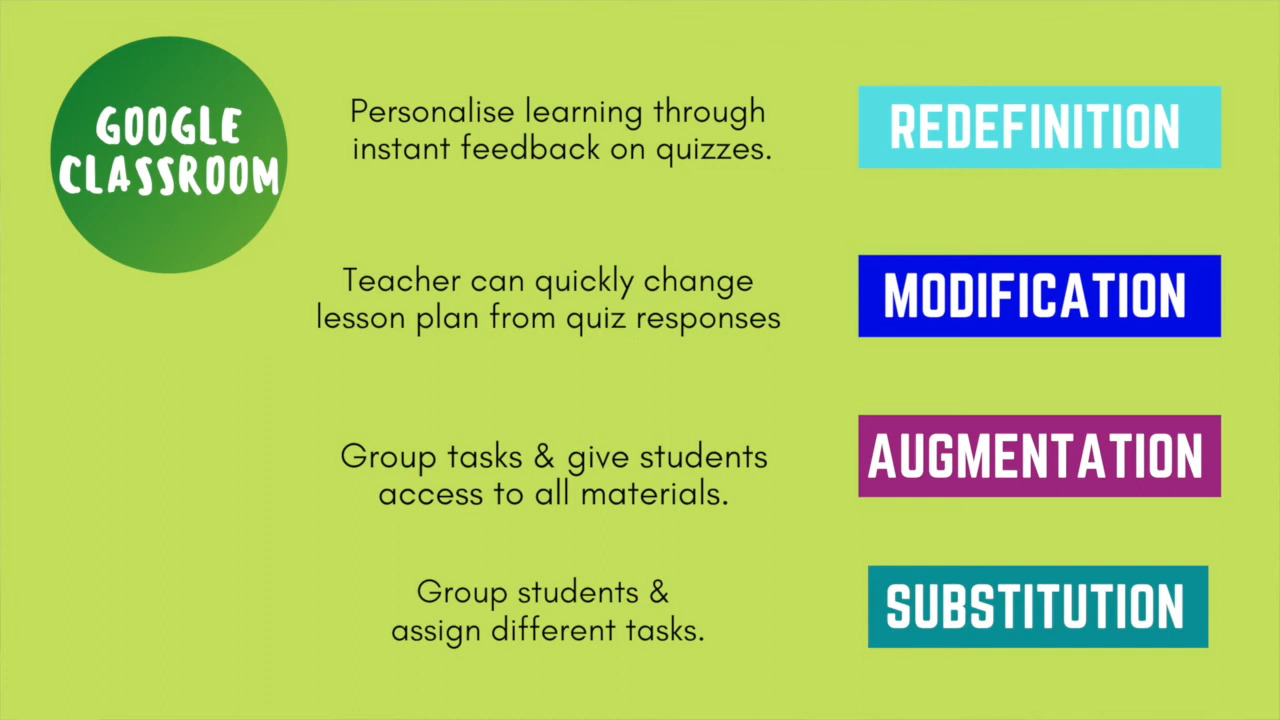 GOOGLE
CLASSROOM
Personalise learning through
instant feedback on quizzes.
REDEFINITION
Teacher can quickly change
lesson plan from quiz responses
MODIFICATION
Group tasks & give students
access to all materials.
AUGMENTATION
Group students &
assign different tasks.
SUBSTITUTION